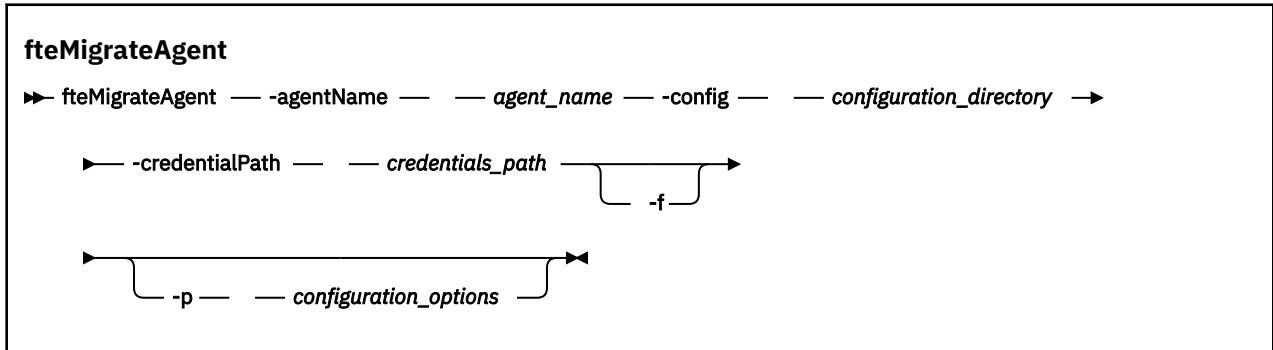 fteMigrateAgent
fteMigrateAgent -agentName agent_name -config configuration_directory
-credentialPath credentials_path
-f
-p configuration_options